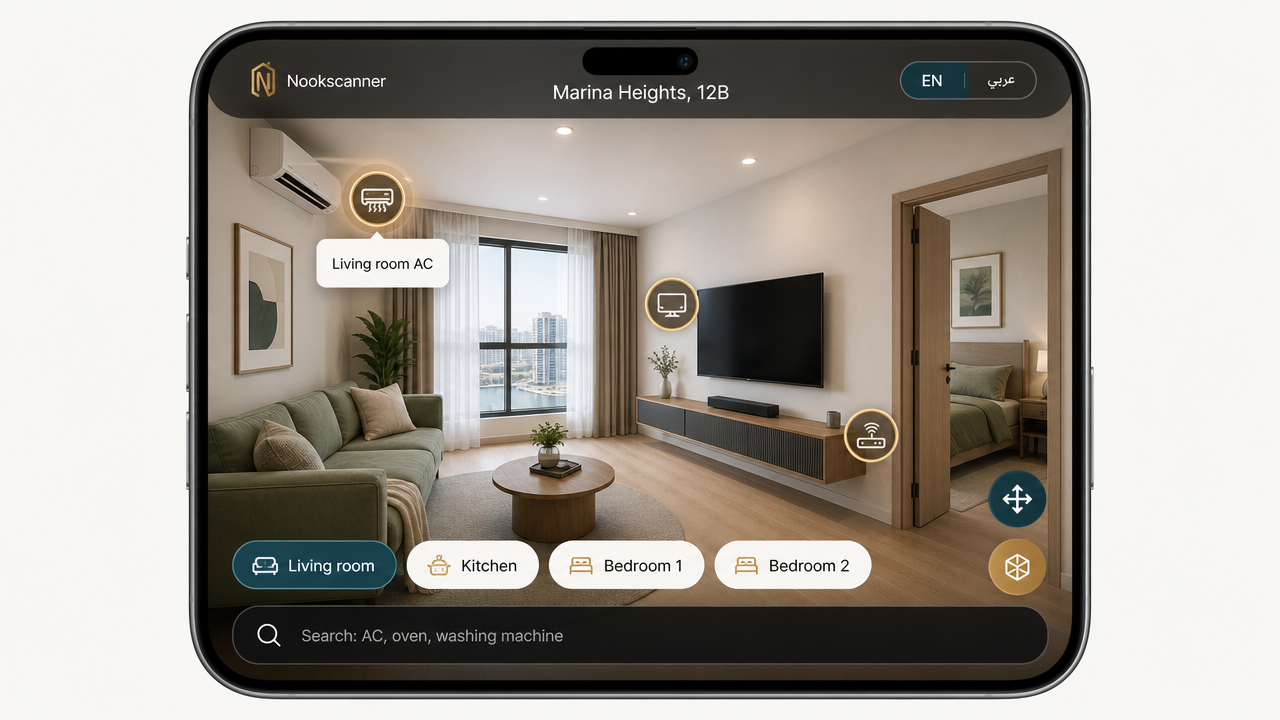 Nookscanner
Marina Heights, 12B
EN
عربي
Living room AC
Living room
Kitchen
Bedroom 1
Bedroom 2
Search: AC, oven, washing machine